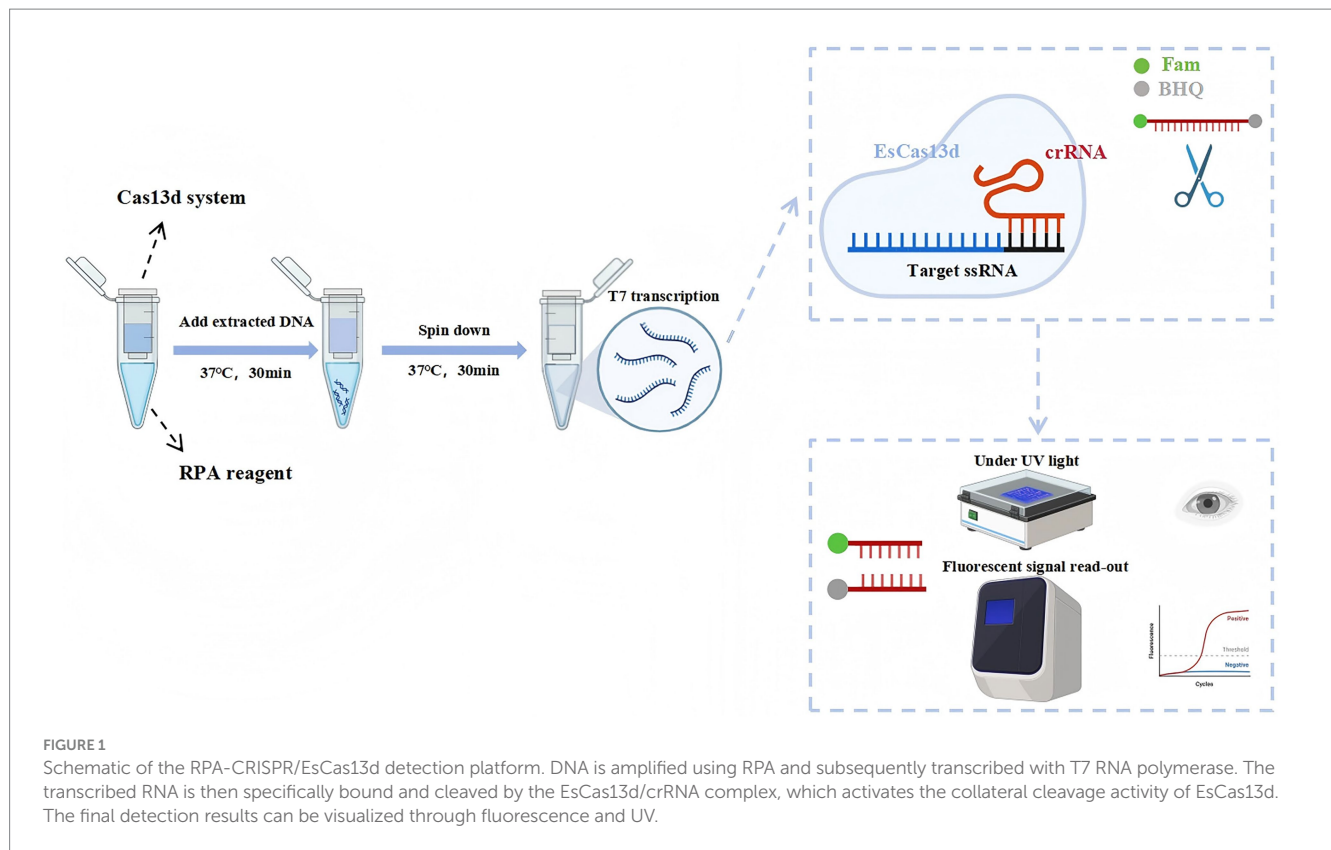 Cas13d system
Add extracted DNA
37℃, 30min
RPA reagent
Spin down
37℃, 30min
T7 transcription
Fam
BHQ
EsCas13d
crRNA
Target ssRNA
Under UV light
Fluorescent signal read-out
Fluorescence
Positive
Threshold
Negative
Cycles
FIGURE 1
Schematic of the RPA-CRISPR/EsCas13d detection platform. DNA is amplified using RPA and subsequently transcribed with T7 RNA polymerase. The
transcribed RNA is then specifically bound and cleaved by the EsCas13d/crRNA complex, which activates the collateral cleavage activity of EsCas13d.
The final detection results can be visualized through fluorescence and UV.